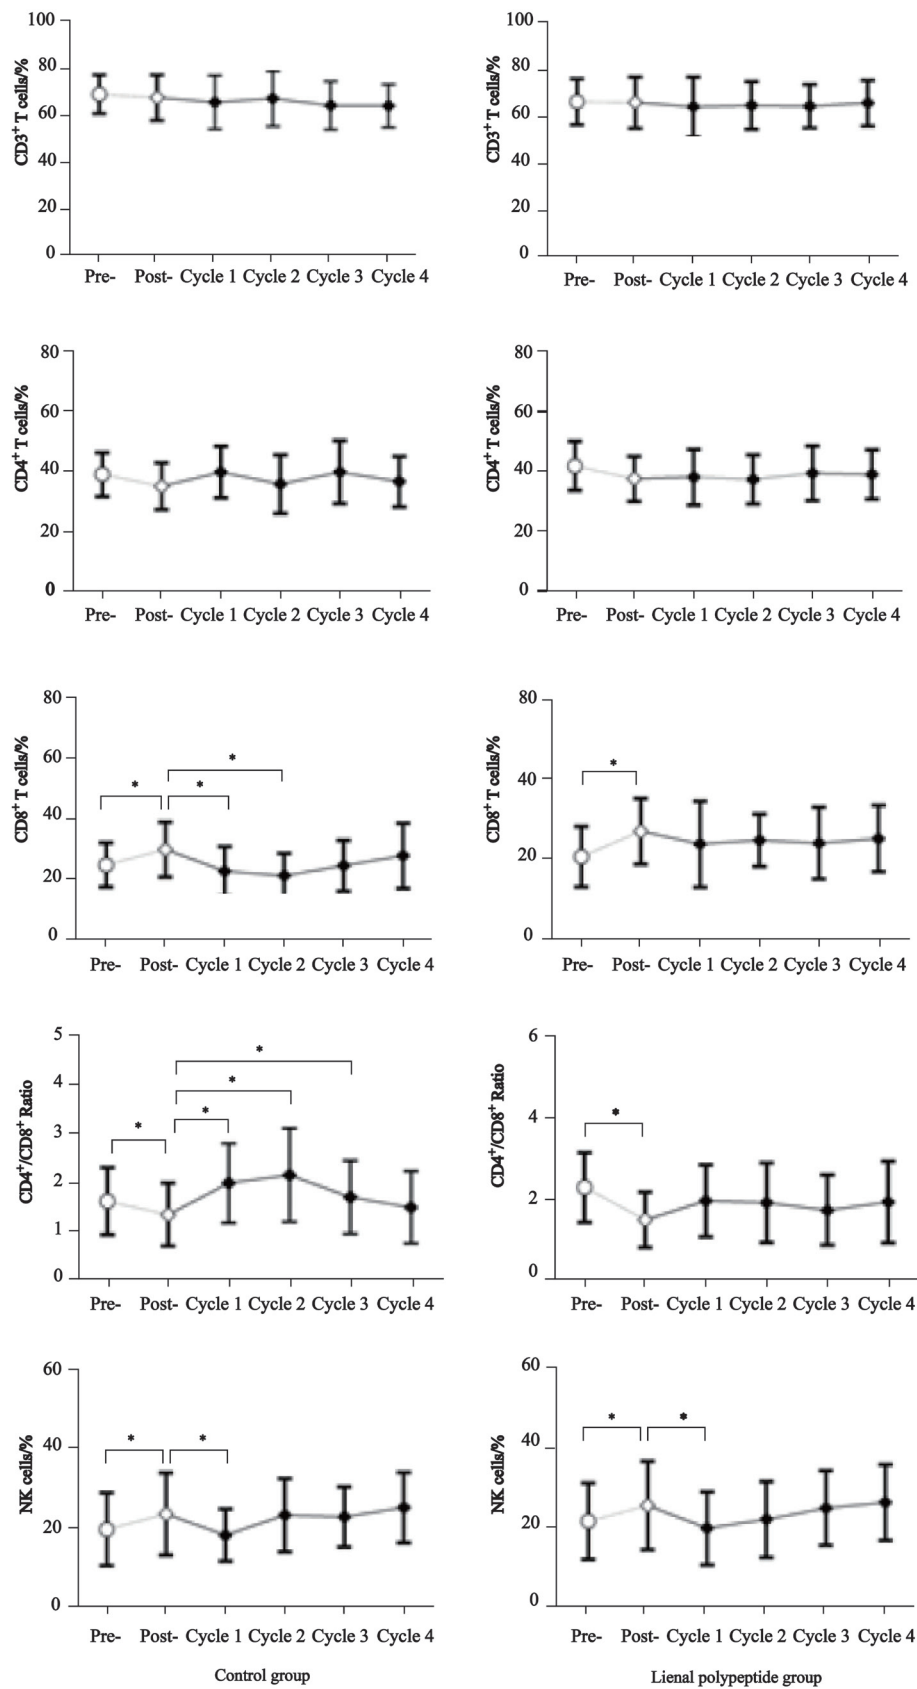 100
80
60
40
20
0
CD3+ T cells/%
Pre- Post- Cycle 1 Cycle 2 Cycle 3 Cycle 4
100
80
60
40
20
0
CD3+ T cells/%
Pre- Post- Cycle 1 Cycle 2 Cycle 3 Cycle 4
80
60
40
20
0
CD4+ T cells/%
Pre- Post- Cycle 1 Cycle 2 Cycle 3 Cycle 4
80
60
40
20
0
CD4+ T cells/%
Pre- Post- Cycle 1 Cycle 2 Cycle 3 Cycle 4
80
60
40
20
0
CD8+ T cells/%
* * *
Pre- Post- Cycle 1 Cycle 2 Cycle 3 Cycle 4
80
40
20
0
CD8+ T cells/%
*
Pre- Post- Cycle 1 Cycle 2 Cycle 3 Cycle 4
5
4
3
2
1
0
CD4+/CD8+ Ratio
* * * *
Pre- Post- Cycle 1 Cycle 2 Cycle 3 Cycle 4
6
4
2
0
CD4+/CD8+ Ratio
*
Pre- Post- Cycle 1 Cycle 2 Cycle 3 Cycle 4
60
40
20
0
NK cells/%
* *
Pre- Post- Cycle 1 Cycle 2 Cycle 3 Cycle 4
Control group
60
40
20
0
NK cells/%
* *
Pre- Post- Cycle 1 Cycle 2 Cycle 3 Cycle 4
Lienal polypeptide group